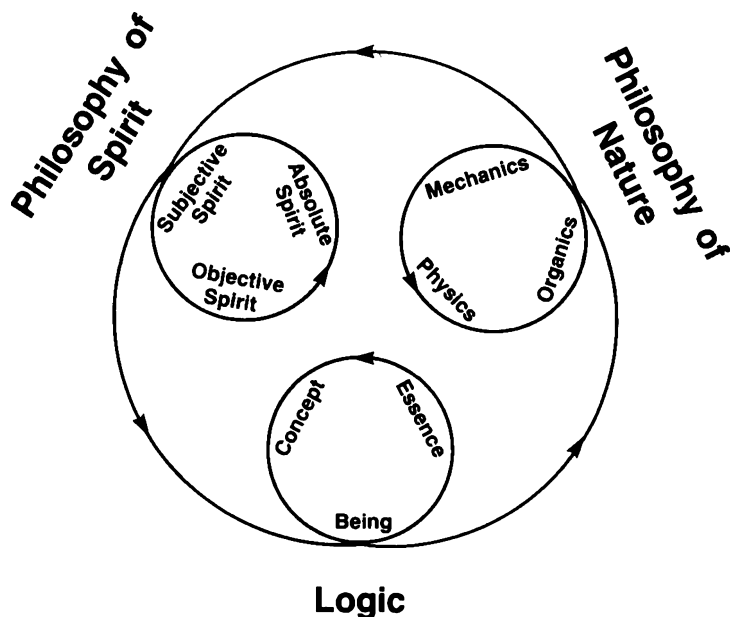 Philosophy of
Spirit
Philosophy of
Nature
Subjective
Spirit
Absolute
Spirit
Objective
Spirit
Mechanics
Physics
Organics
Concept
Essence
Being
Logic